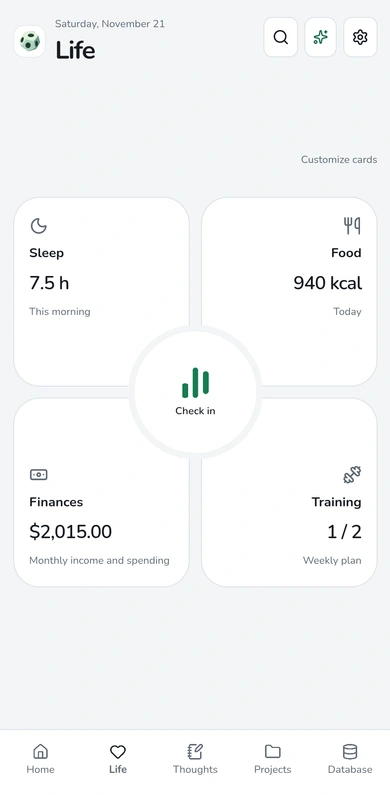 Saturday, November 21
Life
Customize cards
Sleep
7.5 h
This morning
Food
940 kcal
Today
Check in
Finances
$2,015.00
Monthly income and spending
Training
1 / 2
Weekly plan
Home
Life
Thoughts
Projects
Database